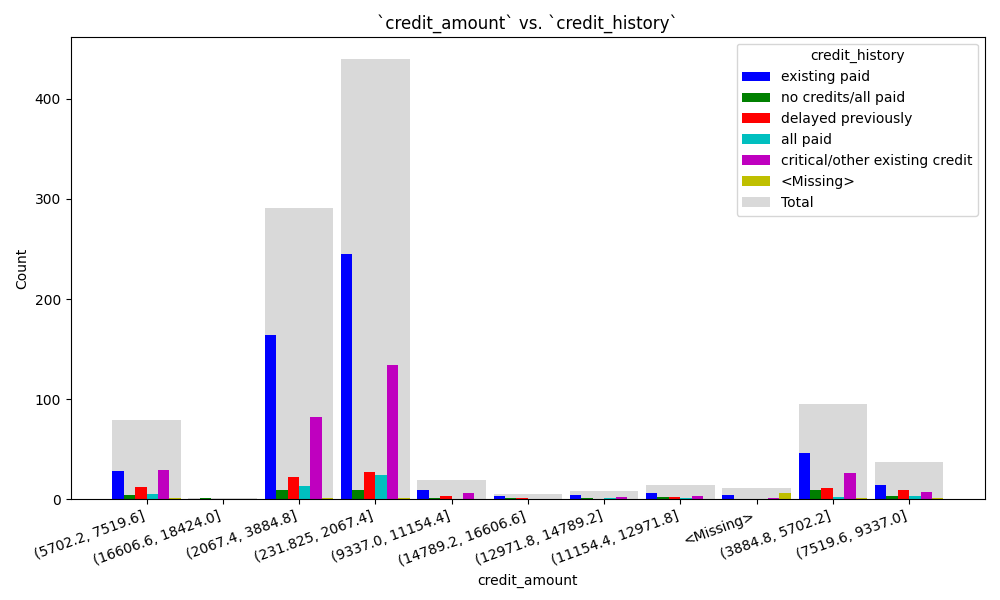 `credit_amount` vs. `credit_history`
credit_history
existing paid
no credits/all paid
delayed previously
all paid
critical/other existing credit
<Missing>
Total
Count
400
300
200
100
0
(5702.2, 7519.6]
(16606.6, 18424.0]
(2067.4, 3884.8]
(231.825, 2067.4]
(9337.0, 11154.4]
(14789.2, 16606.6]
(12971.8, 14789.2]
(11154.4, 12971.8]
<Missing>
(3884.8, 5702.2]
(7519.6, 9337.0]
credit_amount